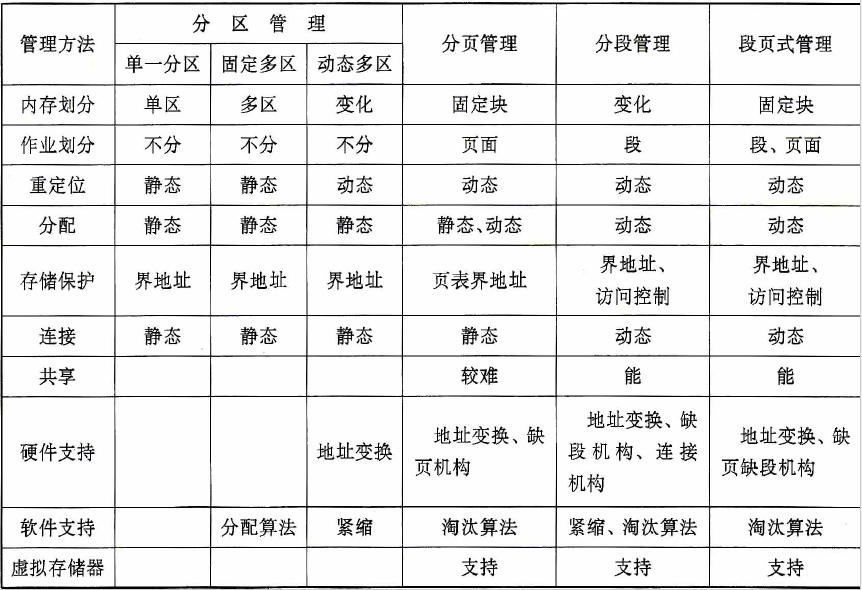 管理方法 分 区 管 理 分页管理 分段管理 段页式管理
单一分区 固定多区 动态多区
内存划分 单区 多区 变化 固定块 变化 固定块
作业划分 不分 不分 不分 页面 段 段、页面
重定位 静态 静态 动态 动态 动态 动态
分配 静态 静态 静态 静态、动态 动态 动态
存储保护 界地址 界地址 界地址 页表界地址 界地址、 界地址、
访问控制 访问控制
连接 静态 静态 静态 静态 动态 动态
共享 较难 能 能
硬件支持 地址变换 地址变换、缺 地址变换、缺 地址变换、缺
页机构 段机构、连接 页缺段机构
机构
软件支持 分配算法 紧缩 淘汰算法 紧缩、淘汰算法 淘汰算法
虚拟存储器 支持 支持 支持